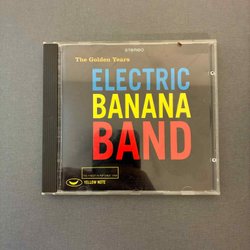 STEREO
The Golden Years
ELECTRIC
BANANA
BAND
YELLOW NOTE